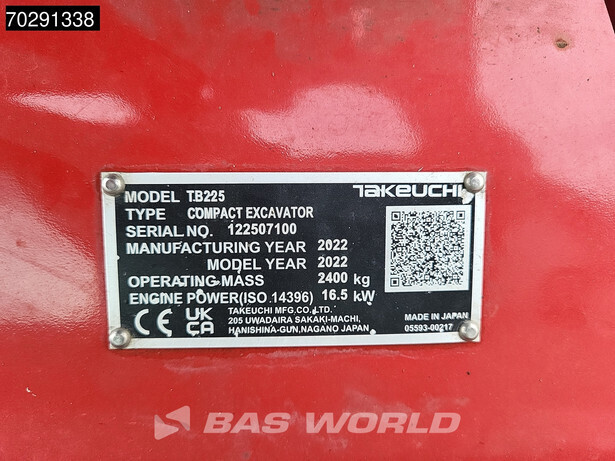 70291338
TAKEUCHI
MODEL TB225
TYPE COMPACT EXCAVATOR
SERIAL NO. 122507100
MANUFACTURING YEAR 2022
MODEL YEAR 2022
OPERATING MASS 2400 kg
ENGINE POWER(ISO 14396) 16.5 kW
CE UK CA
TAKEUCHI MFG.CO.,LTD.
205 UWADAIRA SAKAKI-MACHI,
HANISHINA-GUN,NAGANO JAPAN
MADE IN JAPAN
05593-00217
BAS WORLD